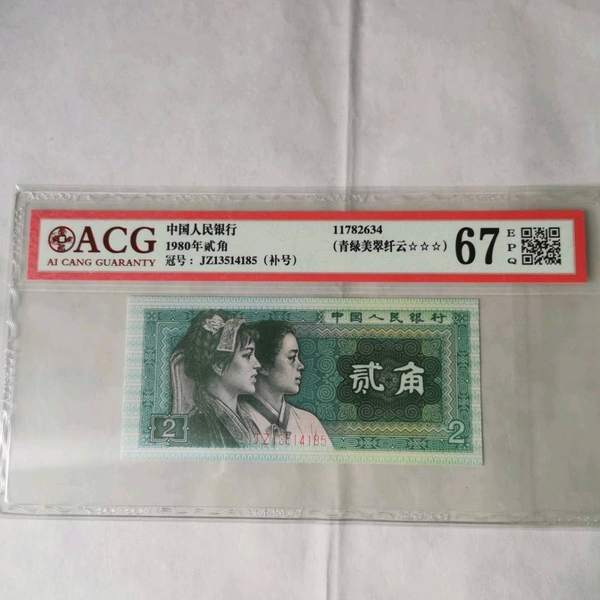 ACG
AI CANG GUARANTY
中国人民银行
1980年贰角
冠号：JZ13514185（补号）
11782634
（青绿美翠纤云☆☆☆）
67
E
P
Q
中国人民银行
贰角
2
JZ13514185
2